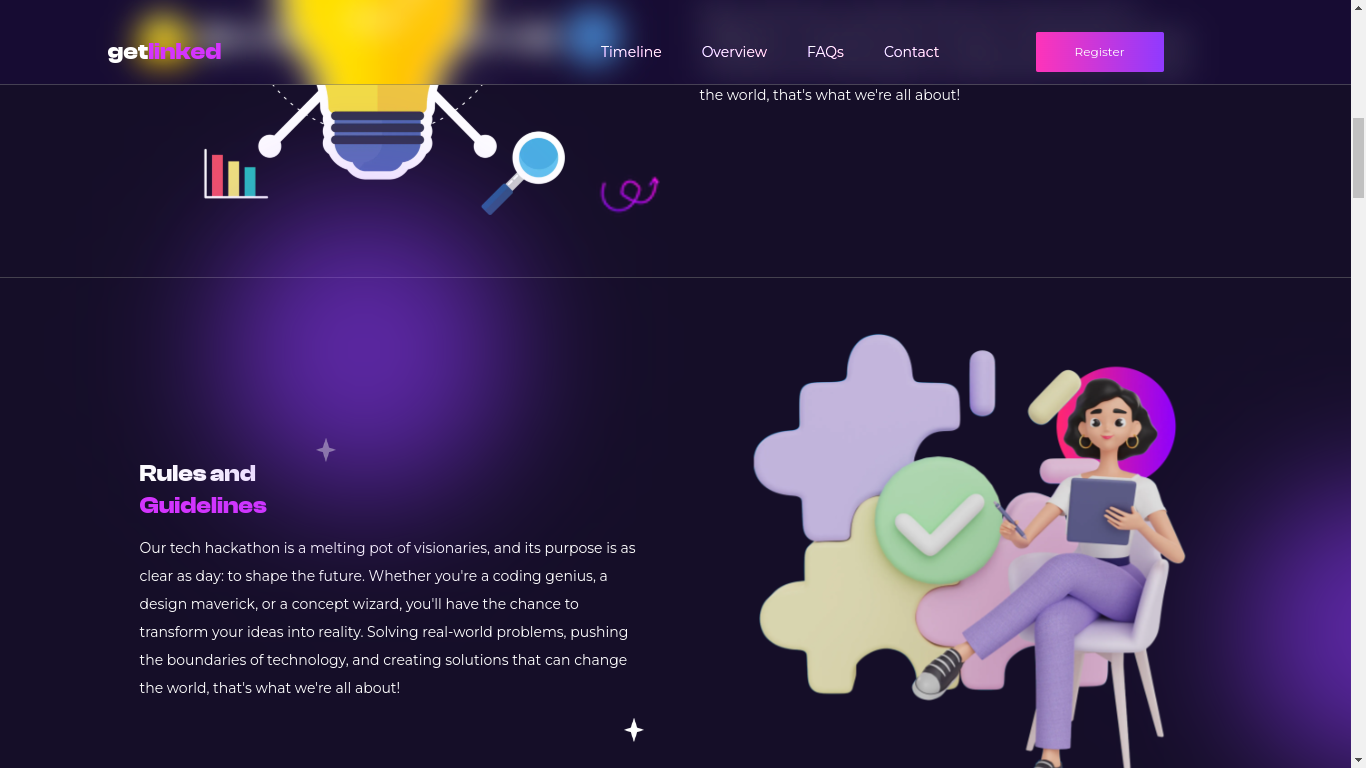 getlinked
Timeline Overview FAQs Contact Register
the world, that's what we're all about!
Rules and
Guidelines
Our tech hackathon is a melting pot of visionaries, and its purpose is as
clear as day: to shape the future. Whether you're a coding genius, a
design maverick, or a concept wizard, you'll have the chance to
transform your ideas into reality. Solving real-world problems, pushing
the boundaries of technology, and creating solutions that can change
the world, that's what we're all about!